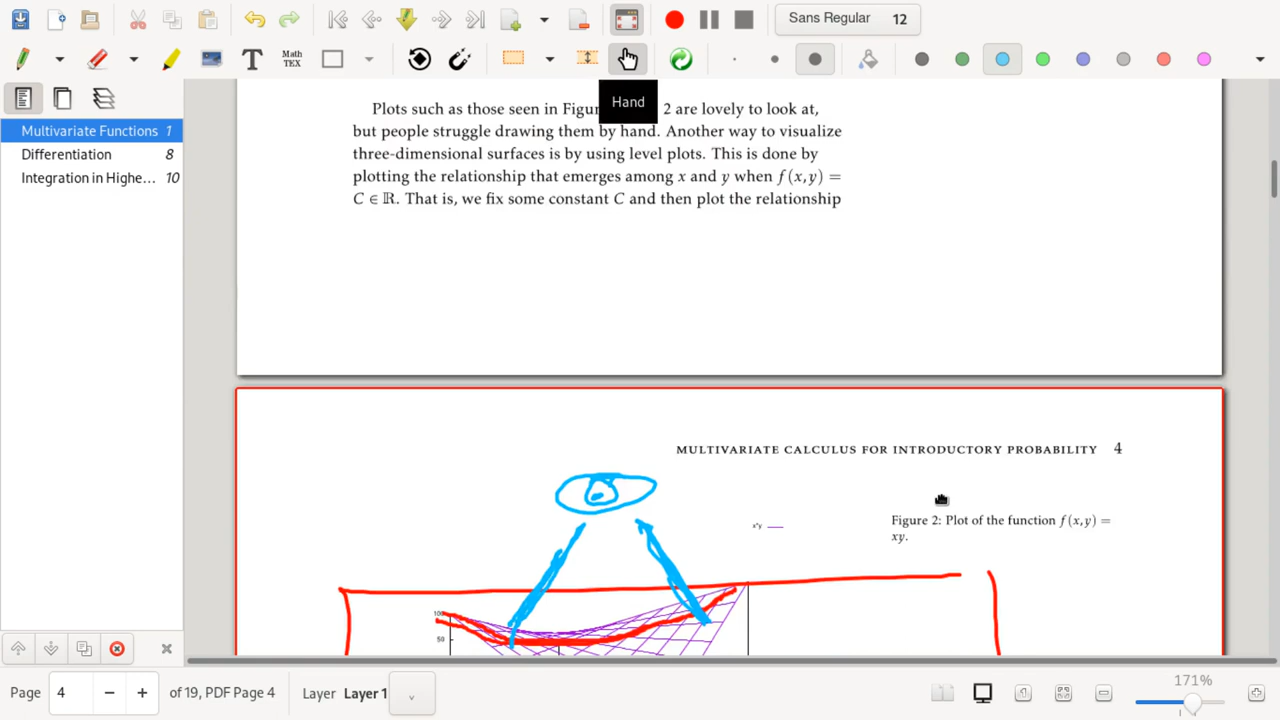 Sans Regular 12
T
Math
TEX
Hand
Multivariate Functions 1
Differentiation 8
Integration in Highe... 10
Plots such as those seen in Figur 2 are lovely to look at,
but people struggle drawing them by hand. Another way to visualize
three-dimensional surfaces is by using level plots. This is done by
plotting the relationship that emerges among x and y when f(x,y) =
C ∈ ℝ. That is, we fix some constant C and then plot the relationship
MULTIVARIATE CALCULUS FOR INTRODUCTORY PROBABILITY 4
x*y
Figure 2: Plot of the function f(x,y) =
xy.
100
50
Page 4 of 19, PDF Page 4 Layer Layer 1 171%